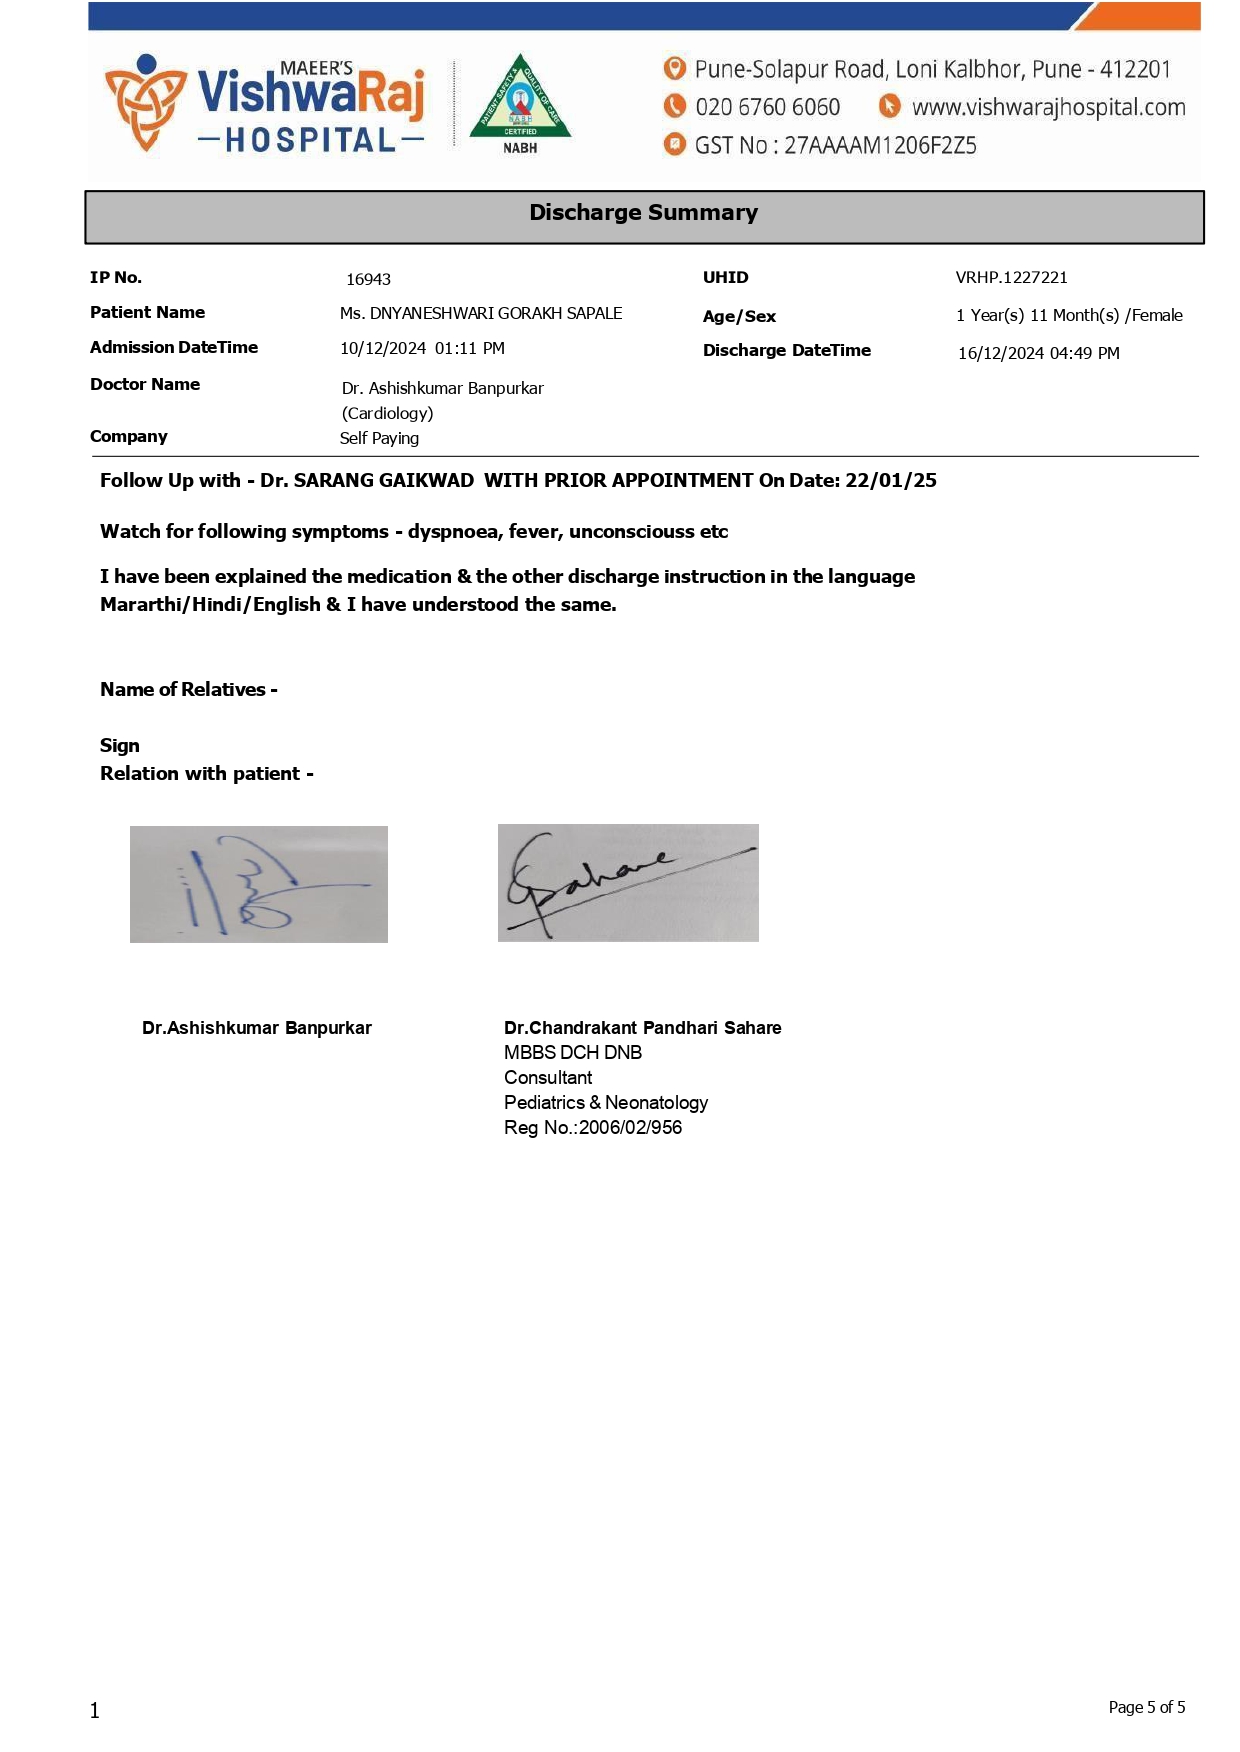 MAEER'S
VishwaRaj
HOSPITAL
PATIENT SAFETY & QUALITY OF CARE
NABH
CERTIFIED
NABH
Pune-Solapur Road, Loni Kalbhor, Pune - 412201
020 6760 6060 www.vishwarajhospital.com
GST No : 27AAAAM1206F2Z5
Discharge Summary
IP No. 16943 UHID VRHP.1227221
Patient Name Ms. DNYANESHWARI GORAKH SAPALE Age/Sex 1 Year(s) 11 Month(s) /Female
Admission DateTime 10/12/2024 01:11 PM Discharge DateTime 16/12/2024 04:49 PM
Doctor Name Dr. Ashishkumar Banpurkar
(Cardiology)
Company Self Paying
Follow Up with - Dr. SARANG GAIKWAD WITH PRIOR APPOINTMENT On Date: 22/01/25
Watch for following symptoms - dyspnoea, fever, unconsciouss etc
I have been explained the medication & the other discharge instruction in the language
Mararthi/Hindi/English & I have understood the same.
Name of Relatives -
Sign
Relation with patient -
Sahare
Dr.Ashishkumar Banpurkar Dr.Chandrakant Pandhari Sahare
MBBS DCH DNB
Consultant
Pediatrics & Neonatology
Reg No.:2006/02/956
1 Page 5 of 5